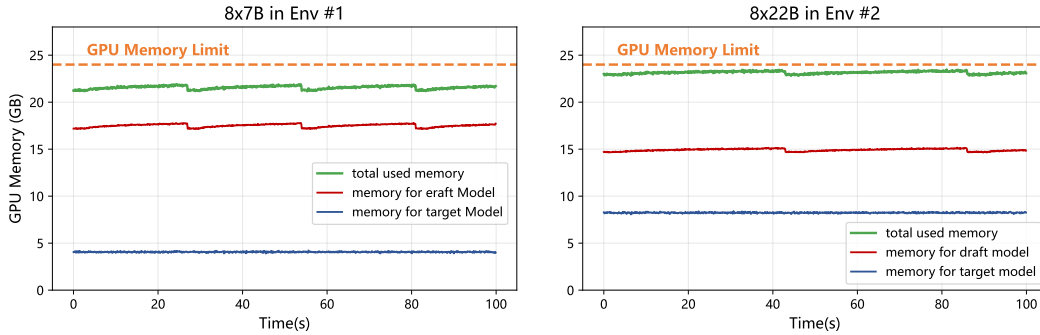 8x7B in Env #1
GPU Memory (GB)
25
20
15
10
5
0
GPU Memory Limit
total used memory
memory for eraft Model
memory for target Model
0
20
40
60
80
100
Time(s)
8x22B in Env #2
25
20
15
10
5
0
GPU Memory Limit
total used memory
memory for draft model
memory for target model
0
20
40
60
80
100
Time(s)